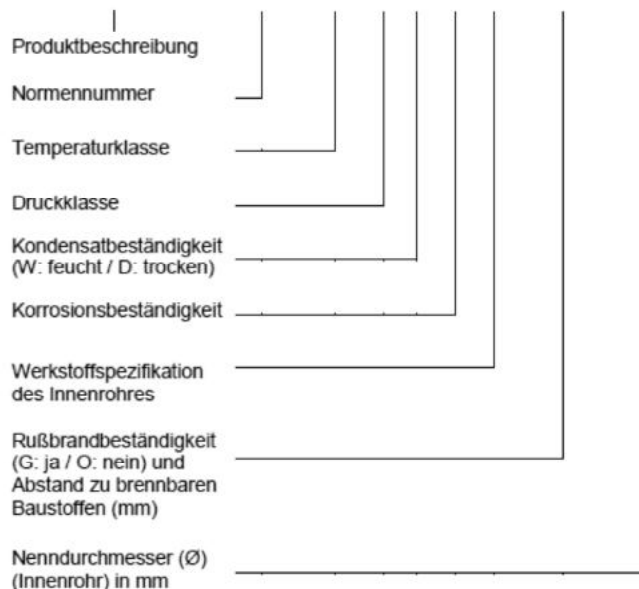 Produktbeschreibung
Normennummer
Temperaturklasse
Druckklasse
Kondensatbeständigkeit
(W: feucht / D: trocken)
Korrosionsbeständigkeit
Werkstoffspezifikation
des Innenrohres
Rußbrandbeständigkeit
(G: ja / O: nein) und
Abstand zu brennbaren
Baustoffen (mm)
Nenndurchmesser (Ø)
(Innenrohr) in mm